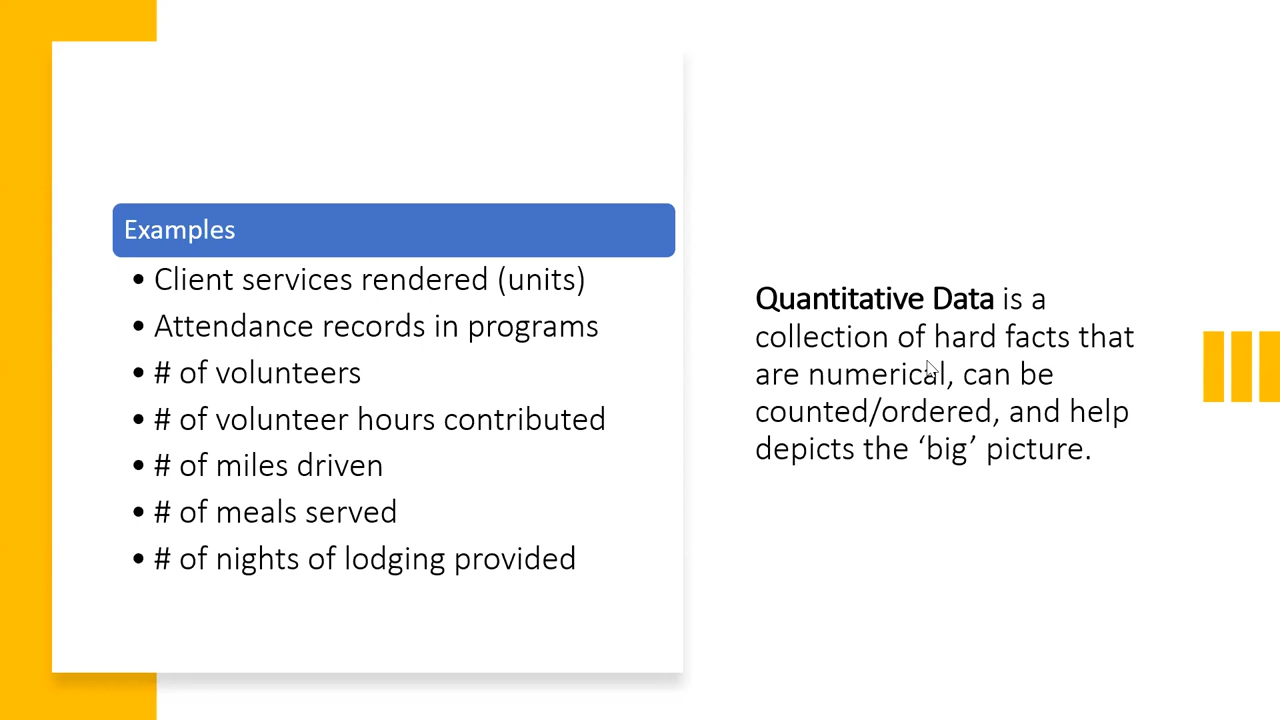 Examples
• Client services rendered (units)
• Attendance records in programs
• # of volunteers
• # of volunteer hours contributed
• # of miles driven
• # of meals served
• # of nights of lodging provided
Quantitative Data is a
collection of hard facts that
are numerical, can be
counted/ordered, and help
depicts the ‘big’ picture.